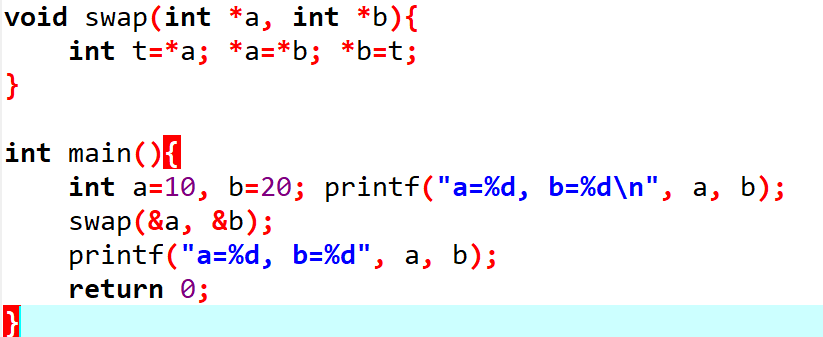 void swap(int *a, int *b){
    int t=*a; *a=*b; *b=t;
}

int main(){
    int a=10, b=20; printf("a=%d, b=%d\n", a, b);
    swap(&a, &b);
    printf("a=%d, b=%d", a, b);
    return 0;
}